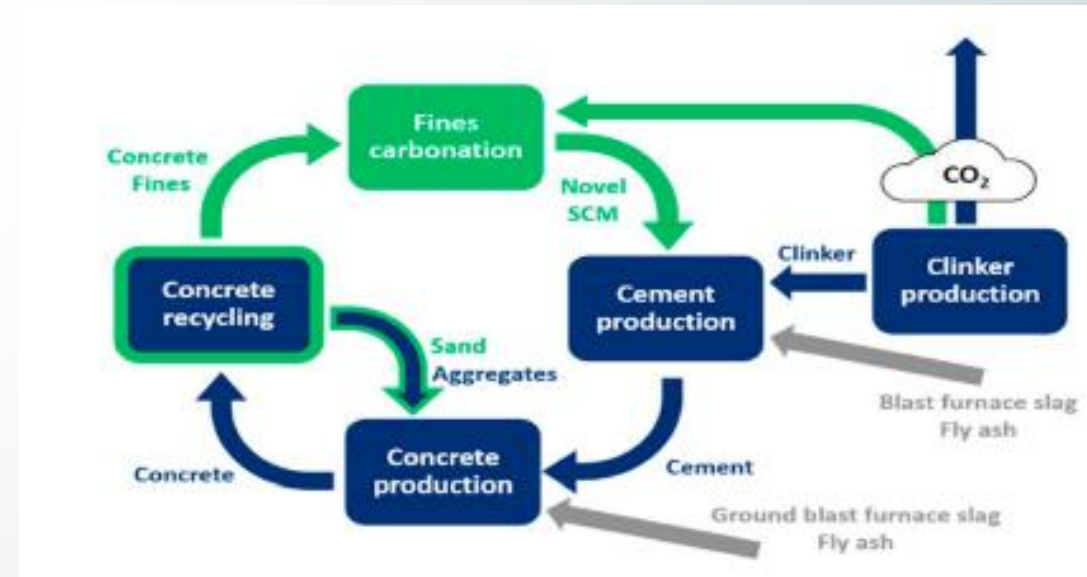 Fines
carbonation
CO₂
Concrete
Fines
Novel
SCM
Clinker
Clinker
production
Concrete
recycling
Cement
production
Sand
Aggregates
Blast furnace slag
Fly ash
Concrete
Concrete
production
Cement
Ground blast furnace slag
Fly ash